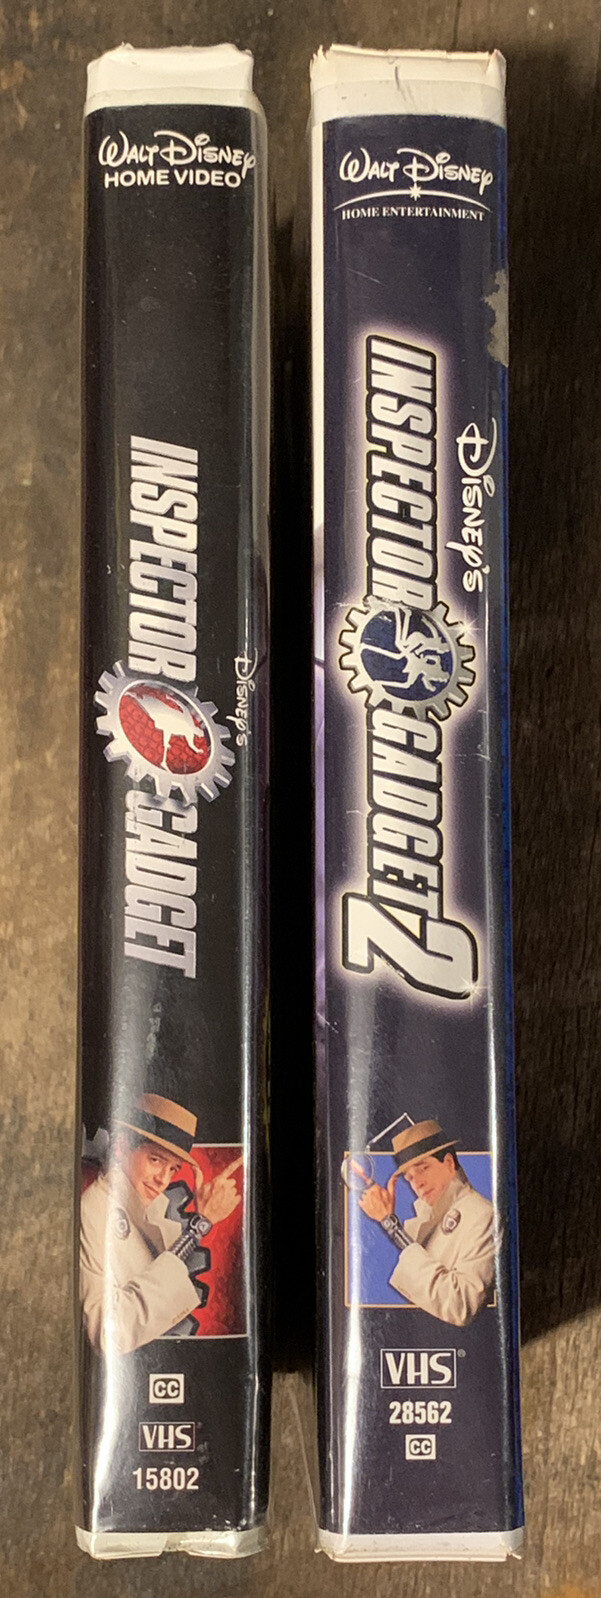 WALT DISNEY
HOME VIDEO
DISNEY'S
INSPECTOR GADGET
CC
VHS
15802
WALT DISNEY
HOME ENTERTAINMENT
DISNEY'S
INSPECTOR GADGET 2
VHS®
28562
CC